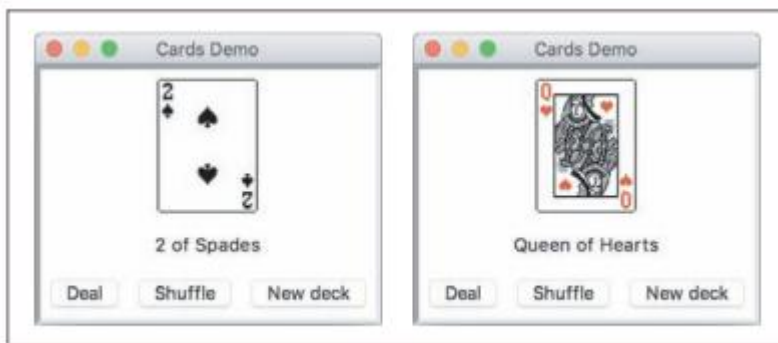 Cards Demo
2
2
2 of Spades
Deal Shuffle New deck
Cards Demo
Q
Q
Queen of Hearts
Deal Shuffle New deck